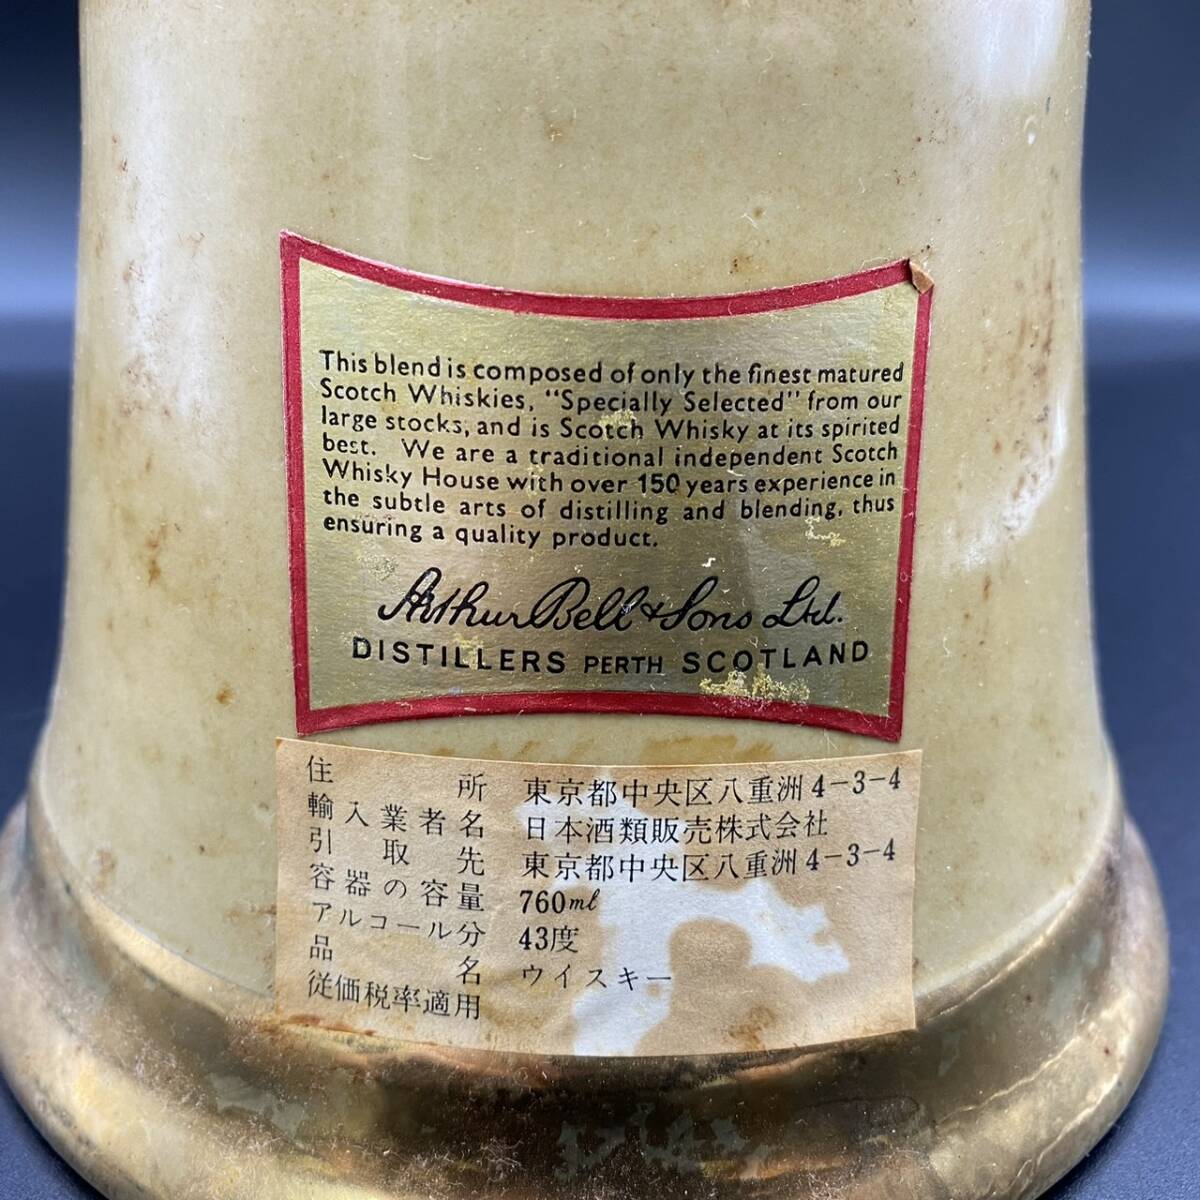 This blend is composed of only the finest matured
Scotch Whiskies, "Specially Selected" from our
large stocks, and is Scotch Whisky at its spirited
best. We are a traditional independent Scotch
Whisky House with over 150 years experience in
the subtle arts of distilling and blending, thus
ensuring a quality product.
Arthur Bell & Sons Ltd.
DISTILLERS PERTH SCOTLAND
住所 東京都中央区八重洲4-3-4
輸入業者名 日本酒類販売株式会社
引取先 東京都中央区八重洲4-3-4
容器の容量 760ml
アルコール分 43度
品名 ウイスキー
従価税率適用